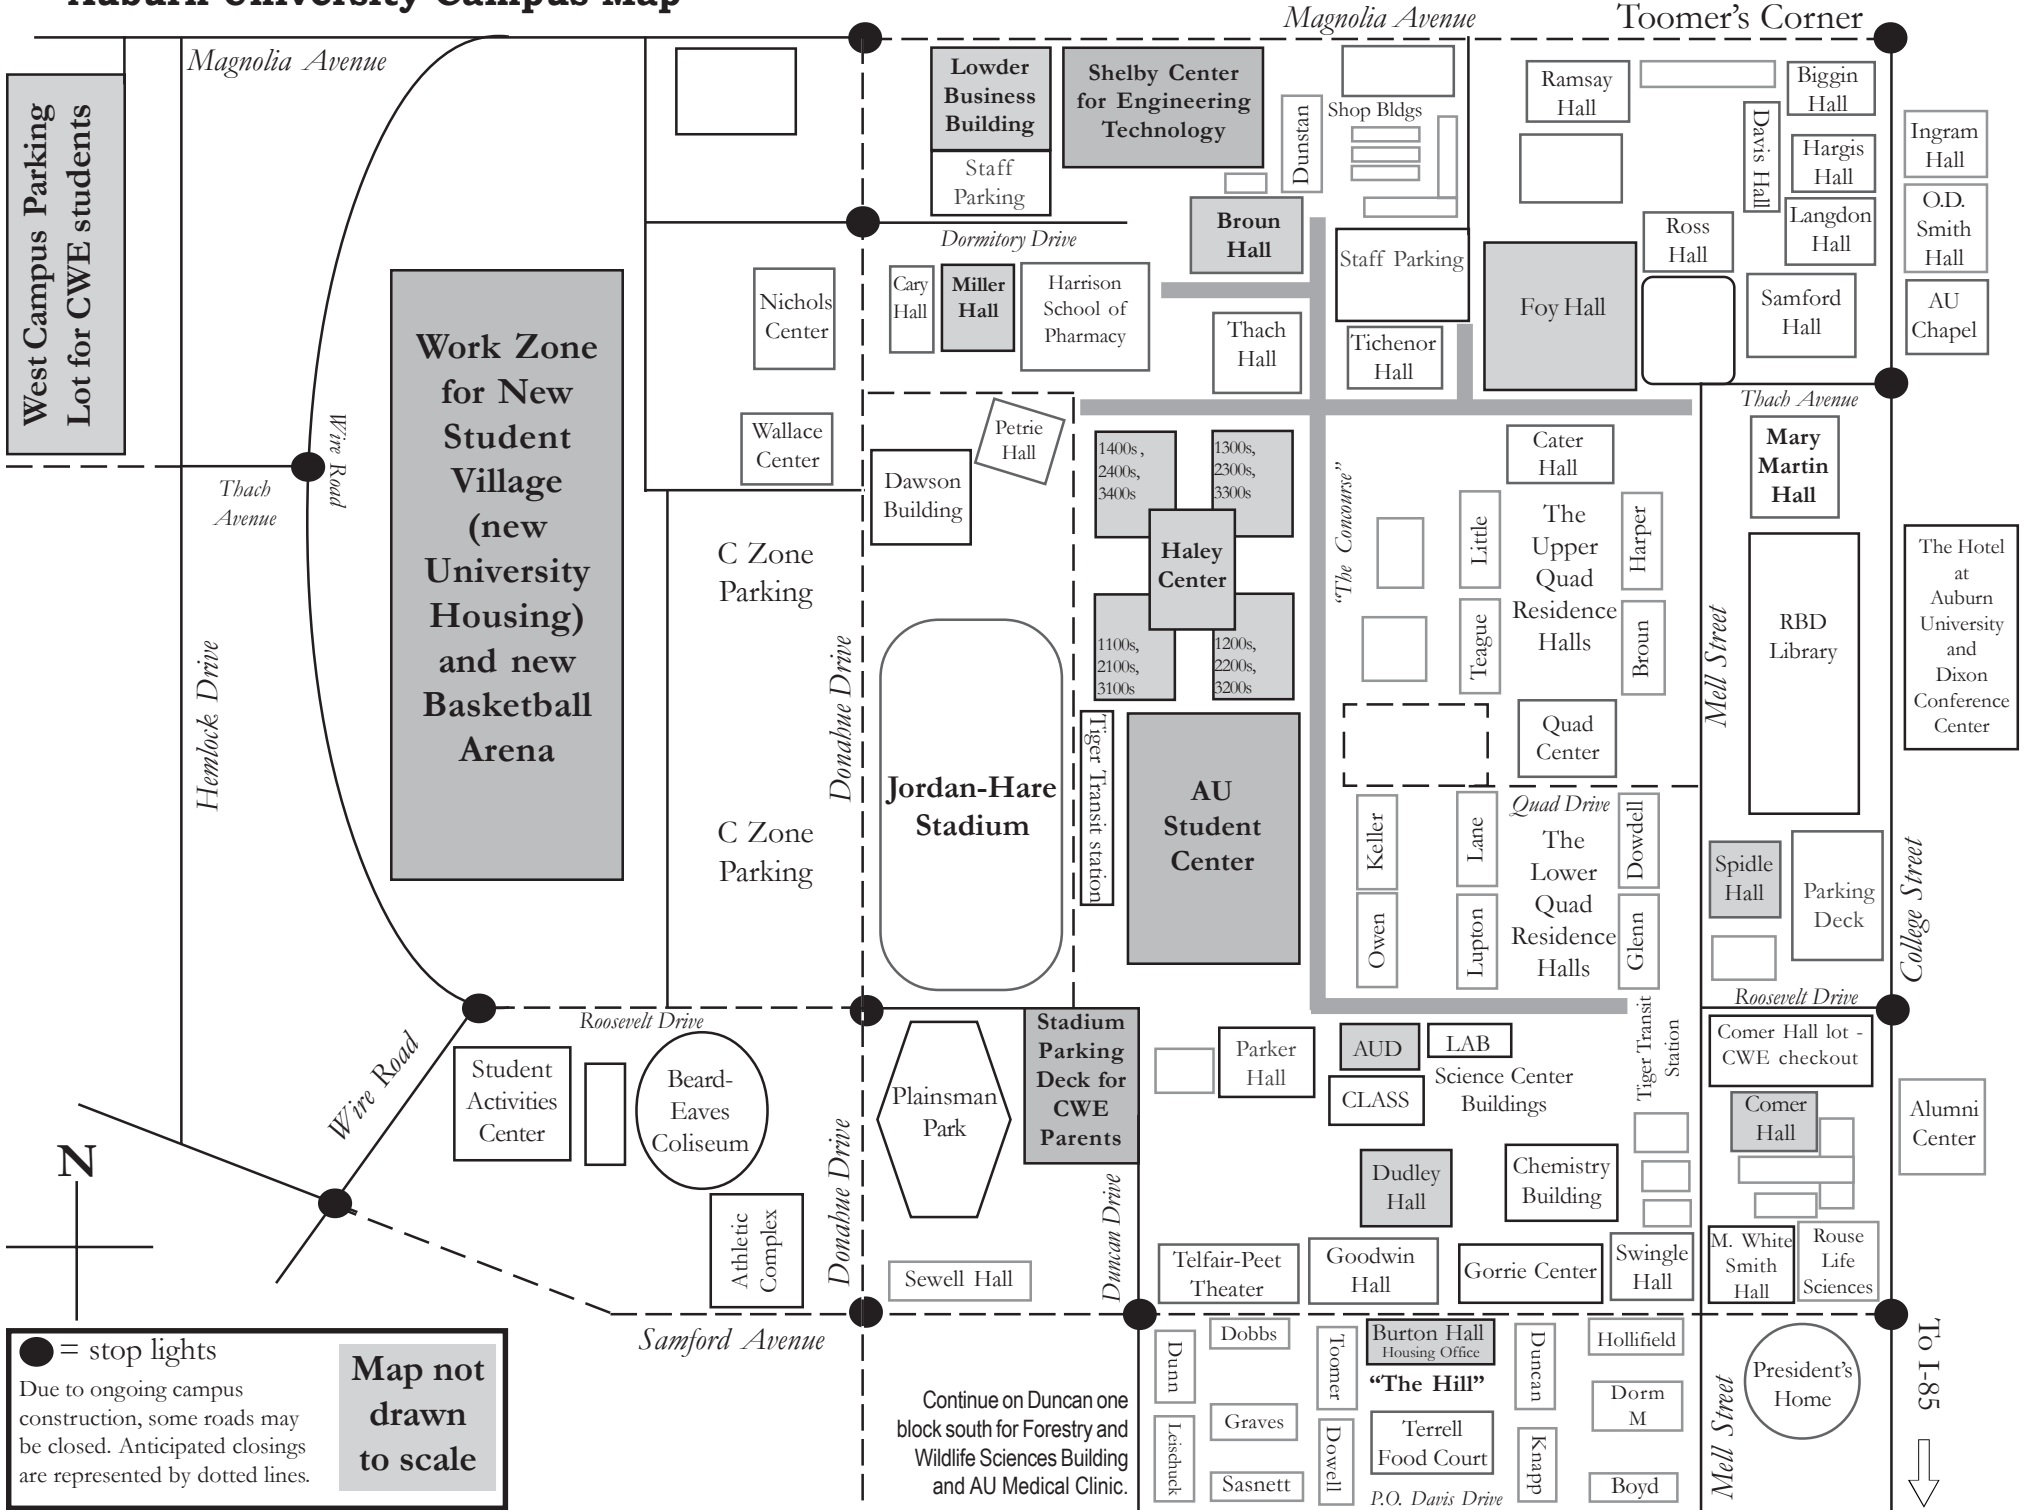 Auburn University Campus Map
Magnolia Avenue
Toomer's Corner
Magnolia Avenue
West Campus Parking
Lot for CWE students
Lowder
Business
Building
Staff
Parking
Shelby Center
for Engineering
Technology
Dunstan
Shop Bldgs
Ramsay
Hall
Biggin
Hall
Davis Hall
Hargis
Hall
Langdon
Hall
Ingram
Hall
O.D.
Smith
Hall
AU
Chapel
Broun
Hall
Dormitory Drive
Staff Parking
Ross
Hall
Foy Hall
Samford
Hall
Nichols
Center
Cary
Hall
Miller
Hall
Harrison
School of
Pharmacy
Thach
Hall
Tichenor
Hall
Thach Avenue
Work Zone
for New
Student
Village
(new
University
Housing)
and new
Basketball
Arena
Wire Road
Thach
Avenue
Wallace
Center
Dawson
Building
Petrie
Hall
1400s,
2400s,
3400s
1300s,
2300s,
3300s
Haley
Center
1100s,
2100s,
3100s
1200s,
2200s,
3200s
"The Concourse"
Cater
Hall
Little
The
Upper
Quad
Residence
Halls
Harper
Teague
Broun
Quad
Center
Mary
Martin
Hall
RBD
Library
The Hotel
at
Auburn
University
and
Dixon
Conference
Center
Mell Street
C Zone
Parking
C Zone
Parking
Hemlock Drive
Donahue Drive
Jordan-Hare
Stadium
Tiger Transit station
AU
Student
Center
Quad Drive
Keller
Lane
The
Lower
Quad
Residence
Halls
Dowdell
Owen
Lupton
Glenn
Spidle
Hall
Parking
Deck
College Street
Roosevelt Drive
Roosevelt Drive
Wire Road
Student
Activities
Center
Beard-
Eaves
Coliseum
Plainsman
Park
Stadium
Parking
Deck for
CWE
Parents
Parker
Hall
AUD
LAB
CLASS
Science Center
Buildings
Tiger Transit
Station
Comer Hall lot -
CWE checkout
Comer
Hall
Alumni
Center
Dudley
Hall
Chemistry
Building
Athletic
Complex
Donahue Drive
Sewell Hall
Duncan Drive
Telfair-Peet
Theater
Goodwin
Hall
Gorrie Center
Swingle
Hall
M. White
Smith
Hall
Rouse
Life
Sciences
N
Samford Avenue
Dunn
Dobbs
Toomer
Burton Hall
Housing Office
"The Hill"
Duncan
Hollifield
President's
Home
To I-85
Dorm
M
Leischuck
Graves
Sasnett
Dowell
Terrell
Food Court
Knapp
Boyd
Mell Street
P.O. Davis Drive
Continue on Duncan one
block south for Forestry and
Wildlife Sciences Building
and AU Medical Clinic.
= stop lights
Due to ongoing campus
construction, some roads may
be closed. Anticipated closings
are represented by dotted lines.
Map not
drawn
to scale